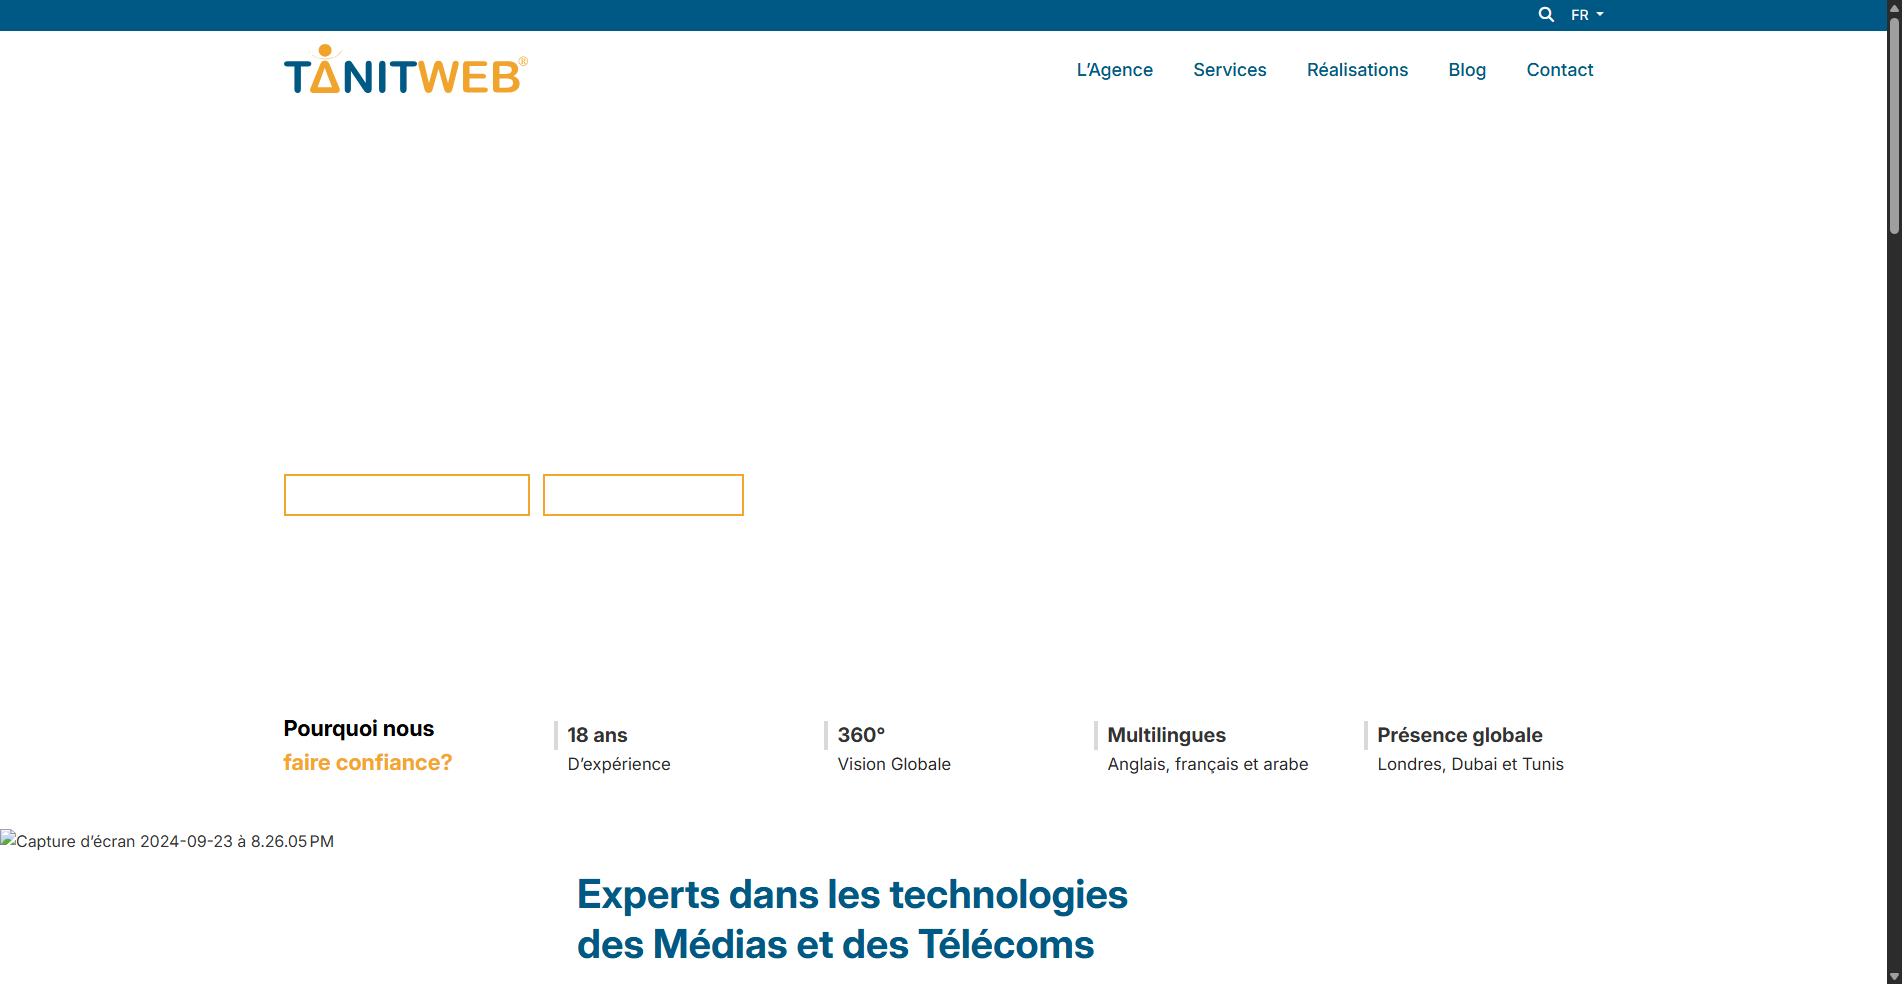 FR
TANITWEB®
L’Agence
Services
Réalisations
Blog
Contact
Pourquoi nous
faire confiance?
18 ans
D’expérience
360°
Vision Globale
Multilingues
Anglais, français et arabe
Présence globale
Londres, Dubai et Tunis
Capture d’écran 2024-09-23 à 8.26.05 PM
Experts dans les technologies
des Médias et des Télécoms